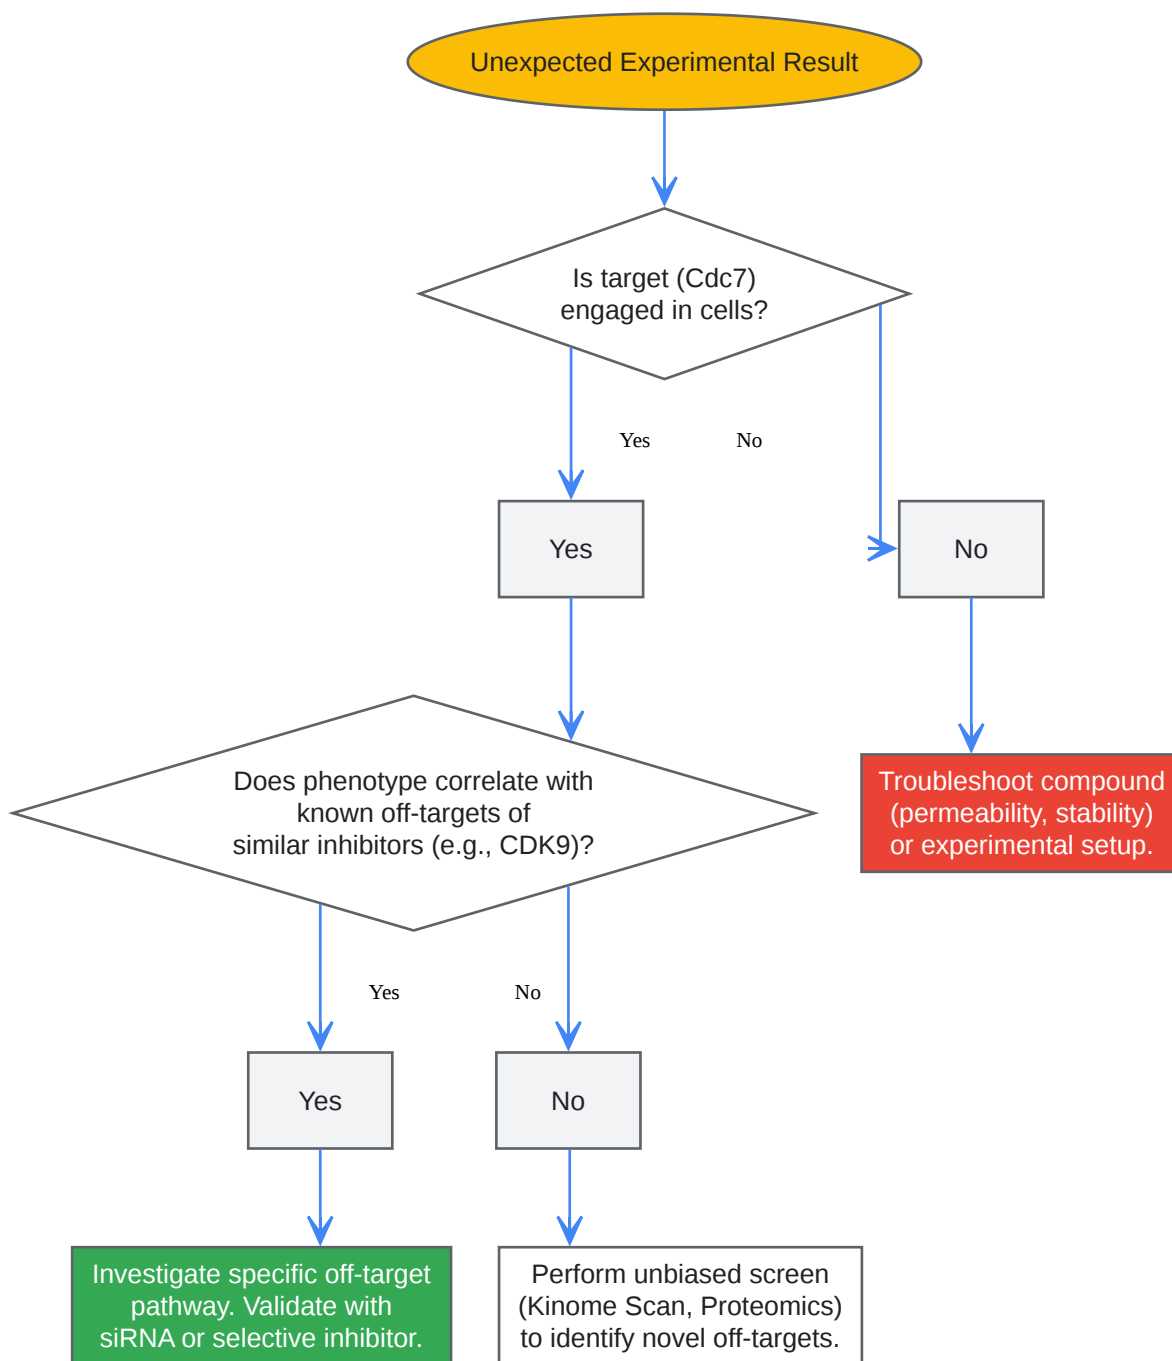 Unexpected Experimental Result
Is target (Cdc7)
engaged in cells?
Yes
No
Yes
No
Does phenotype correlate with
known off-targets of
similar inhibitors (e.g., CDK9)?
Troubleshoot compound
(permeability, stability)
or experimental setup.
Yes
No
Yes
No
Investigate specific off-target
pathway. Validate with
siRNA or selective inhibitor.
Perform unbiased screen
(Kinome Scan, Proteomics)
to identify novel off-targets.